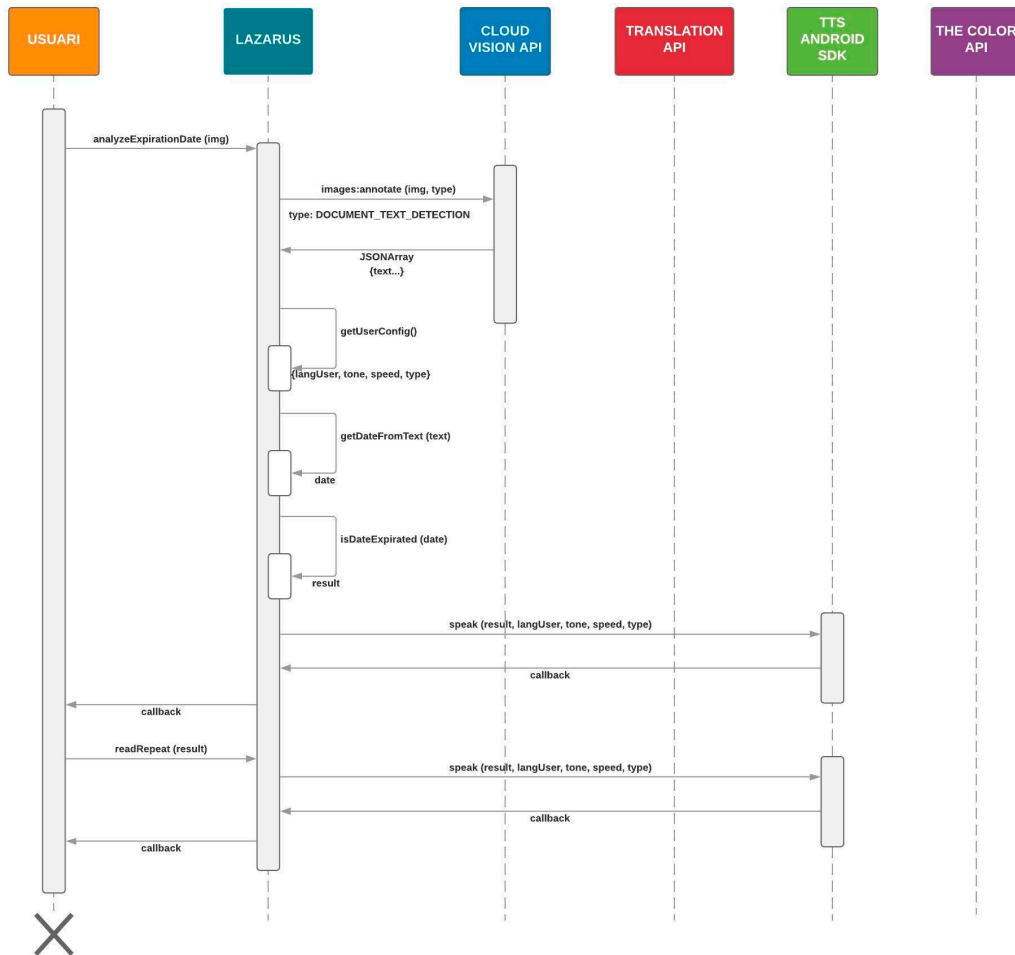 USUARI
LAZARUS
CLOUD
VISION API
TRANSLATION
API
TTS
ANDROID
SDK
THE COLOR
API
analyzeExpirationDate (img)
images:annotate (img, type)
type: DOCUMENT_TEXT_DETECTION
JSONArray
{text...}
getUserConfig()
{langUser, tone, speed, type}
getDateFromText (text)
date
isDateExpirated (date)
result
speak (result, langUser, tone, speed, type)
callback
callback
readRepeat (result)
speak (result, langUser, tone, speed, type)
callback
callback